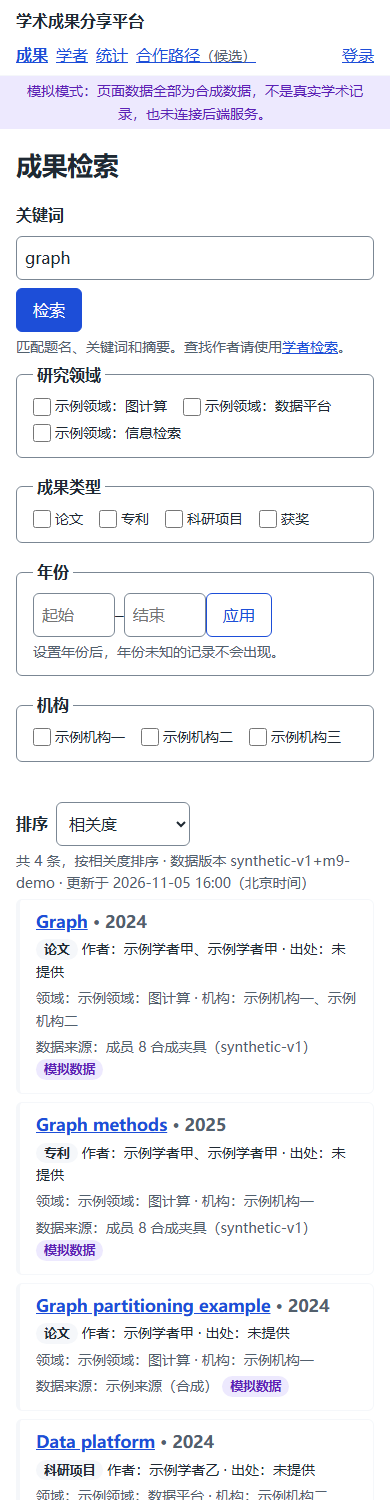 学术成果分享平台
成果 学者 统计 合作路径（候选） 登录
模拟模式：页面数据全部为合成数据，不是真实学术记
录，也未连接后端服务。
成果检索
关键词
graph
检索
匹配题名、关键词和摘要。查找作者请使用学者检索。
研究领域
示例领域：图计算 示例领域：数据平台
示例领域：信息检索
成果类型
论文 专利 科研项目 获奖
年份
起始 — 结束 应用
设置年份后，年份未知的记录不会出现。
机构
示例机构一 示例机构二 示例机构三
排序 相关度
共 4 条，按相关度排序 · 数据版本 synthetic-v1+m9-
demo · 更新于 2026-11-05 16:00（北京时间）
Graph • 2024
论文 作者：示例学者甲、示例学者甲 · 出处：未
提供
领域：示例领域：图计算 · 机构：示例机构一、示例
机构二
数据来源：成员 8 合成夹具（synthetic-v1）
模拟数据
Graph methods • 2025
专利 作者：示例学者甲、示例学者甲 · 出处：未
提供
领域：示例领域：图计算 · 机构：示例机构一
数据来源：成员 8 合成夹具（synthetic-v1）
模拟数据
Graph partitioning example • 2024
论文 作者：示例学者甲 · 出处：未提供
领域：示例领域：图计算 · 机构：示例机构一
数据来源：示例来源（合成） 模拟数据
Data platform • 2024
科研项目 作者：示例学者乙 · 出处：未提供
领域：示例领域：数据平台 · 机构：示例机构二